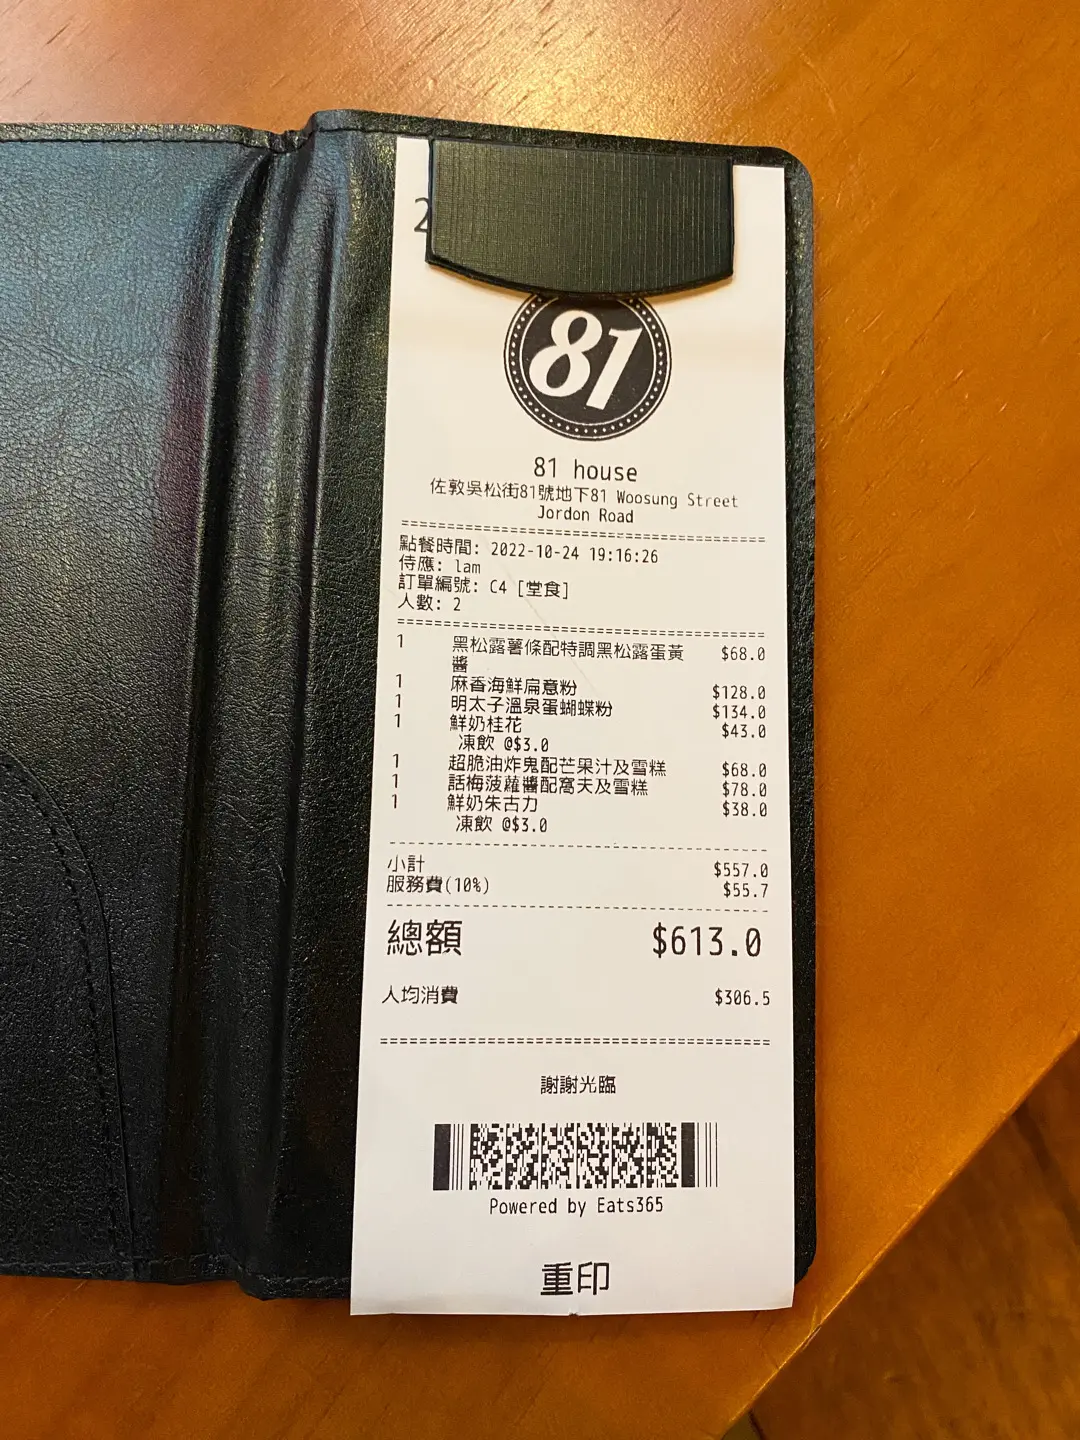 2
81
81 house
佐敦吳松街81號地下81 Woosung Street
Jordon Road
點餐時間: 2022-10-24 19:16:26
侍應: lam
訂單編號: C4 [堂食]
人數: 2
1 黑松露薯條配特調黑松露蛋黃 $68.0
醬
1 麻香海鮮扁意粉 $128.0
1 明太子溫泉蛋蝴蝶粉 $134.0
1 鮮奶桂花 $43.0
凍飲 @$3.0
1 超脆油炸鬼配芒果汁及雪糕 $68.0
1 話梅菠蘿醬配窩夫及雪糕 $78.0
1 鮮奶朱古力 $38.0
凍飲 @$3.0
小計 $557.0
服務費(10%) $55.7
總額 $613.0
人均消費 $306.5
謝謝光臨
Powered by Eats365
重印